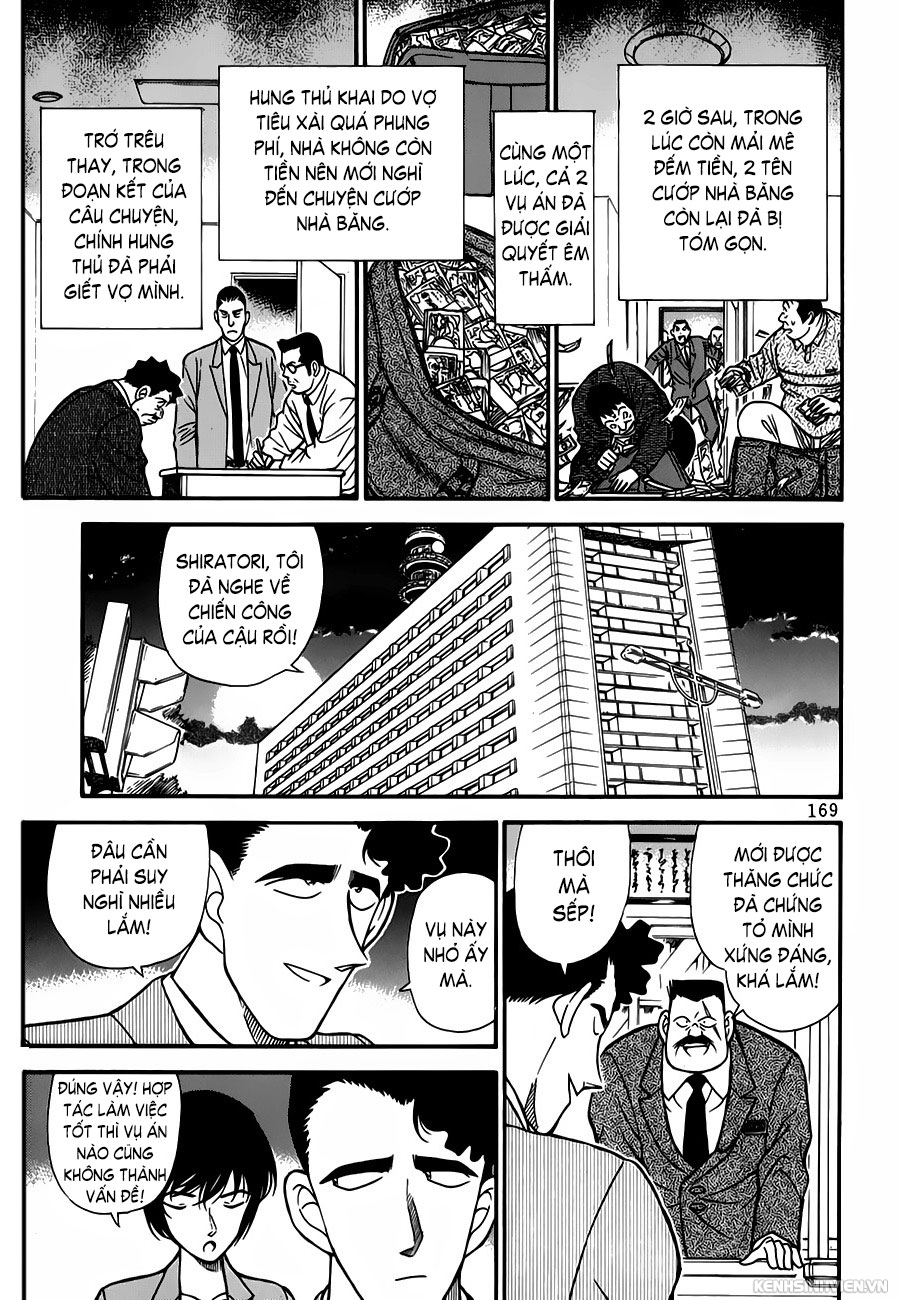 2 GIỜ SAU, TRONG
LÚC CÒN MẢI MÊ
ĐẾM TIỀN, 2 TÊN
CƯỚP NHÀ BĂNG
CÒN LẠI ĐÃ BỊ
TÓM GỌN.
CÙNG MỘT
LÚC, CẢ 2
VỤ ÁN ĐÃ
ĐƯỢC GIẢI
QUYẾT ÊM
THẤM.
HUNG THỦ KHAI DO VỢ
TIÊU XÀI QUÁ PHUNG
PHÍ, NHÀ KHÔNG CÒN
TIỀN NÊN MỚI NGHĨ
ĐẾN CHUYỆN CƯỚP
NHÀ BĂNG.
TRỚ TRÊU
THAY, TRONG
ĐOẠN KẾT CỦA
CÂU CHUYỆN,
CHÍNH HUNG
THỦ ĐÃ PHẢI
GIẾT VỢ MÌNH.
SHIRATORI, TÔI
ĐÃ NGHE VỀ
CHIẾN CÔNG
CỦA CẬU RỒI!
169
MỚI ĐƯỢC
THĂNG CHỨC
ĐÃ CHỨNG
TỎ MÌNH
XỨNG ĐÁNG,
KHÁ LẮM!
THÔI
MÀ
SẾP!
VỤ NÀY
NHỎ ẤY
MÀ.
ĐÂU CẦN
PHẢI SUY
NGHĨ NHIỀU
LẮM!
ĐÚNG VẬY! HỢP
TÁC LÀM VIỆC
TỐT THÌ VỤ ÁN
NÀO CŨNG
KHÔNG THÀNH
VẤN ĐỀ!
KENHSINHVIEN.VN